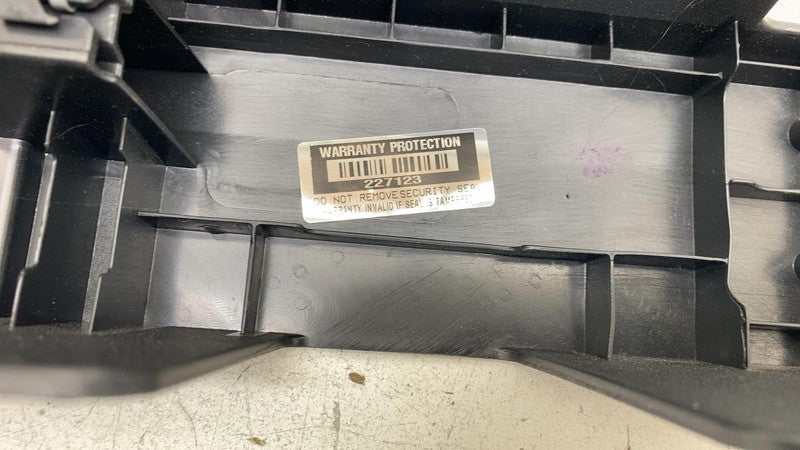 WARRANTY PROTECTION
227123
DO NOT REMOVE SECURITY SEAL
WARRANTY INVALID IF SEAL IS TAMPERED